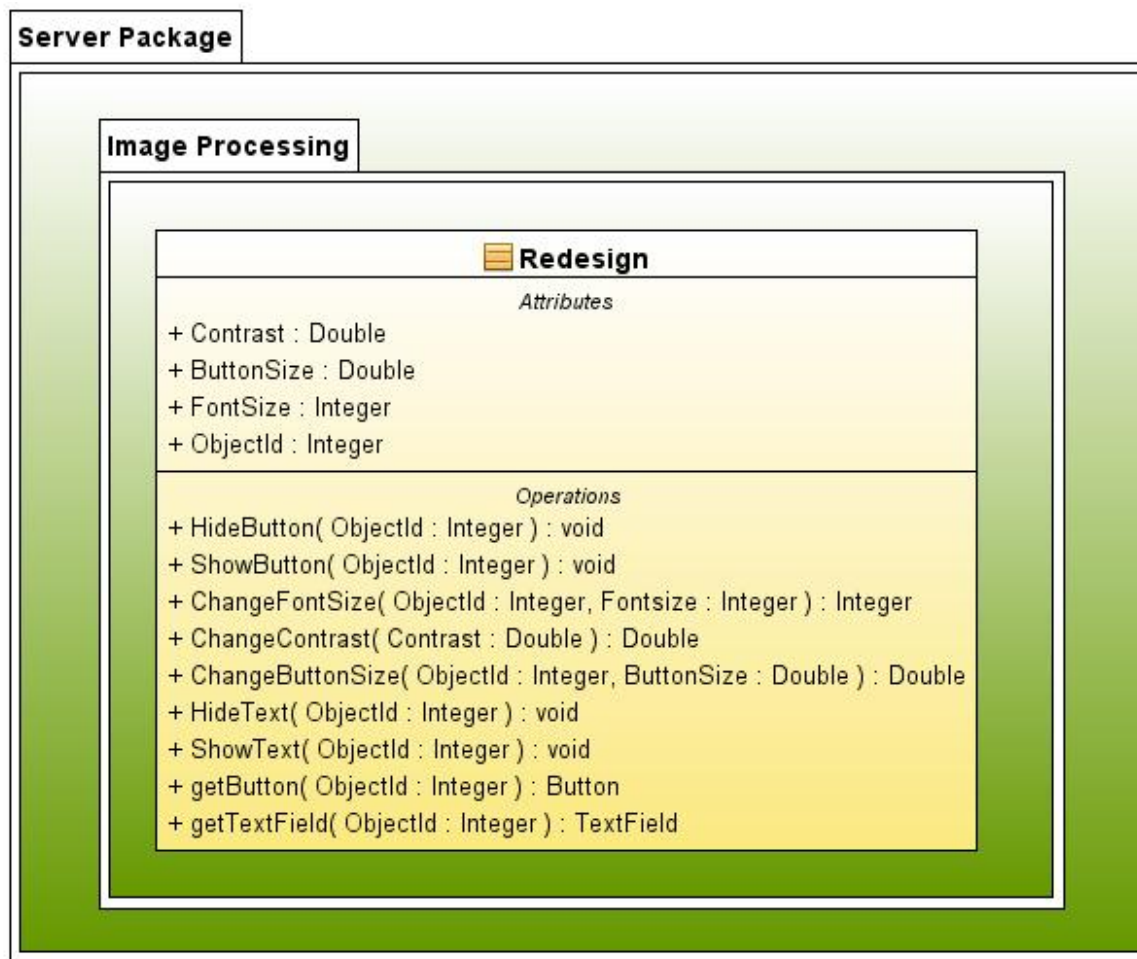 Server Package
Image Processing
Redesign
Attributes
+ Contrast : Double
+ ButtonSize : Double
+ FontSize : Integer
+ ObjectId : Integer
Operations
+ HideButton( ObjectId : Integer ) : void
+ ShowButton( ObjectId : Integer ) : void
+ ChangeFontSize( ObjectId : Integer, Fontsize : Integer ) : Integer
+ ChangeContrast( Contrast : Double ) : Double
+ ChangeButtonSize( ObjectId : Integer, ButtonSize : Double ) : Double
+ HideText( ObjectId : Integer ) : void
+ ShowText( ObjectId : Integer ) : void
+ getButton( ObjectId : Integer ) : Button
+ getTextField( ObjectId : Integer ) : TextField